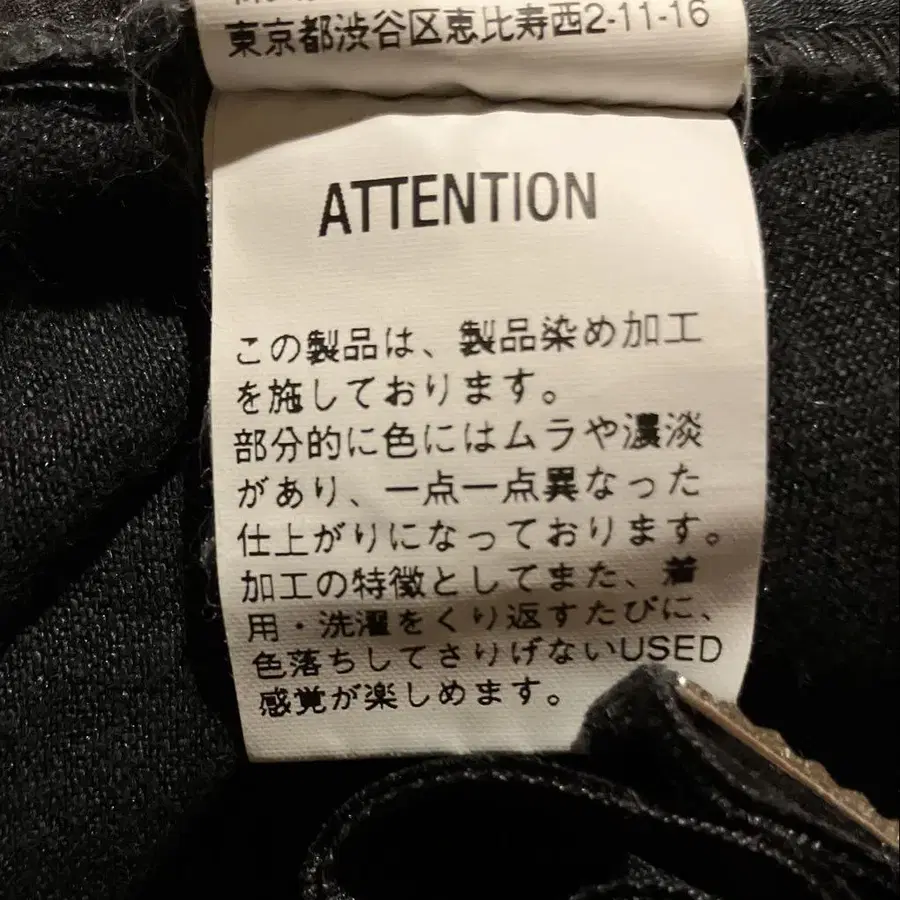 東京都渋谷区恵比寿西2-11-16
ATTENTION
この製品は、製品染め加工
を施しております。
部分的に色にはムラや濃淡
があり、一点一点異なった
仕上がりになっております。
加工の特徴としてまた、着
用・洗濯をくり返すたびに、
色落ちしてさりげないUSED
感覚が楽しめます。